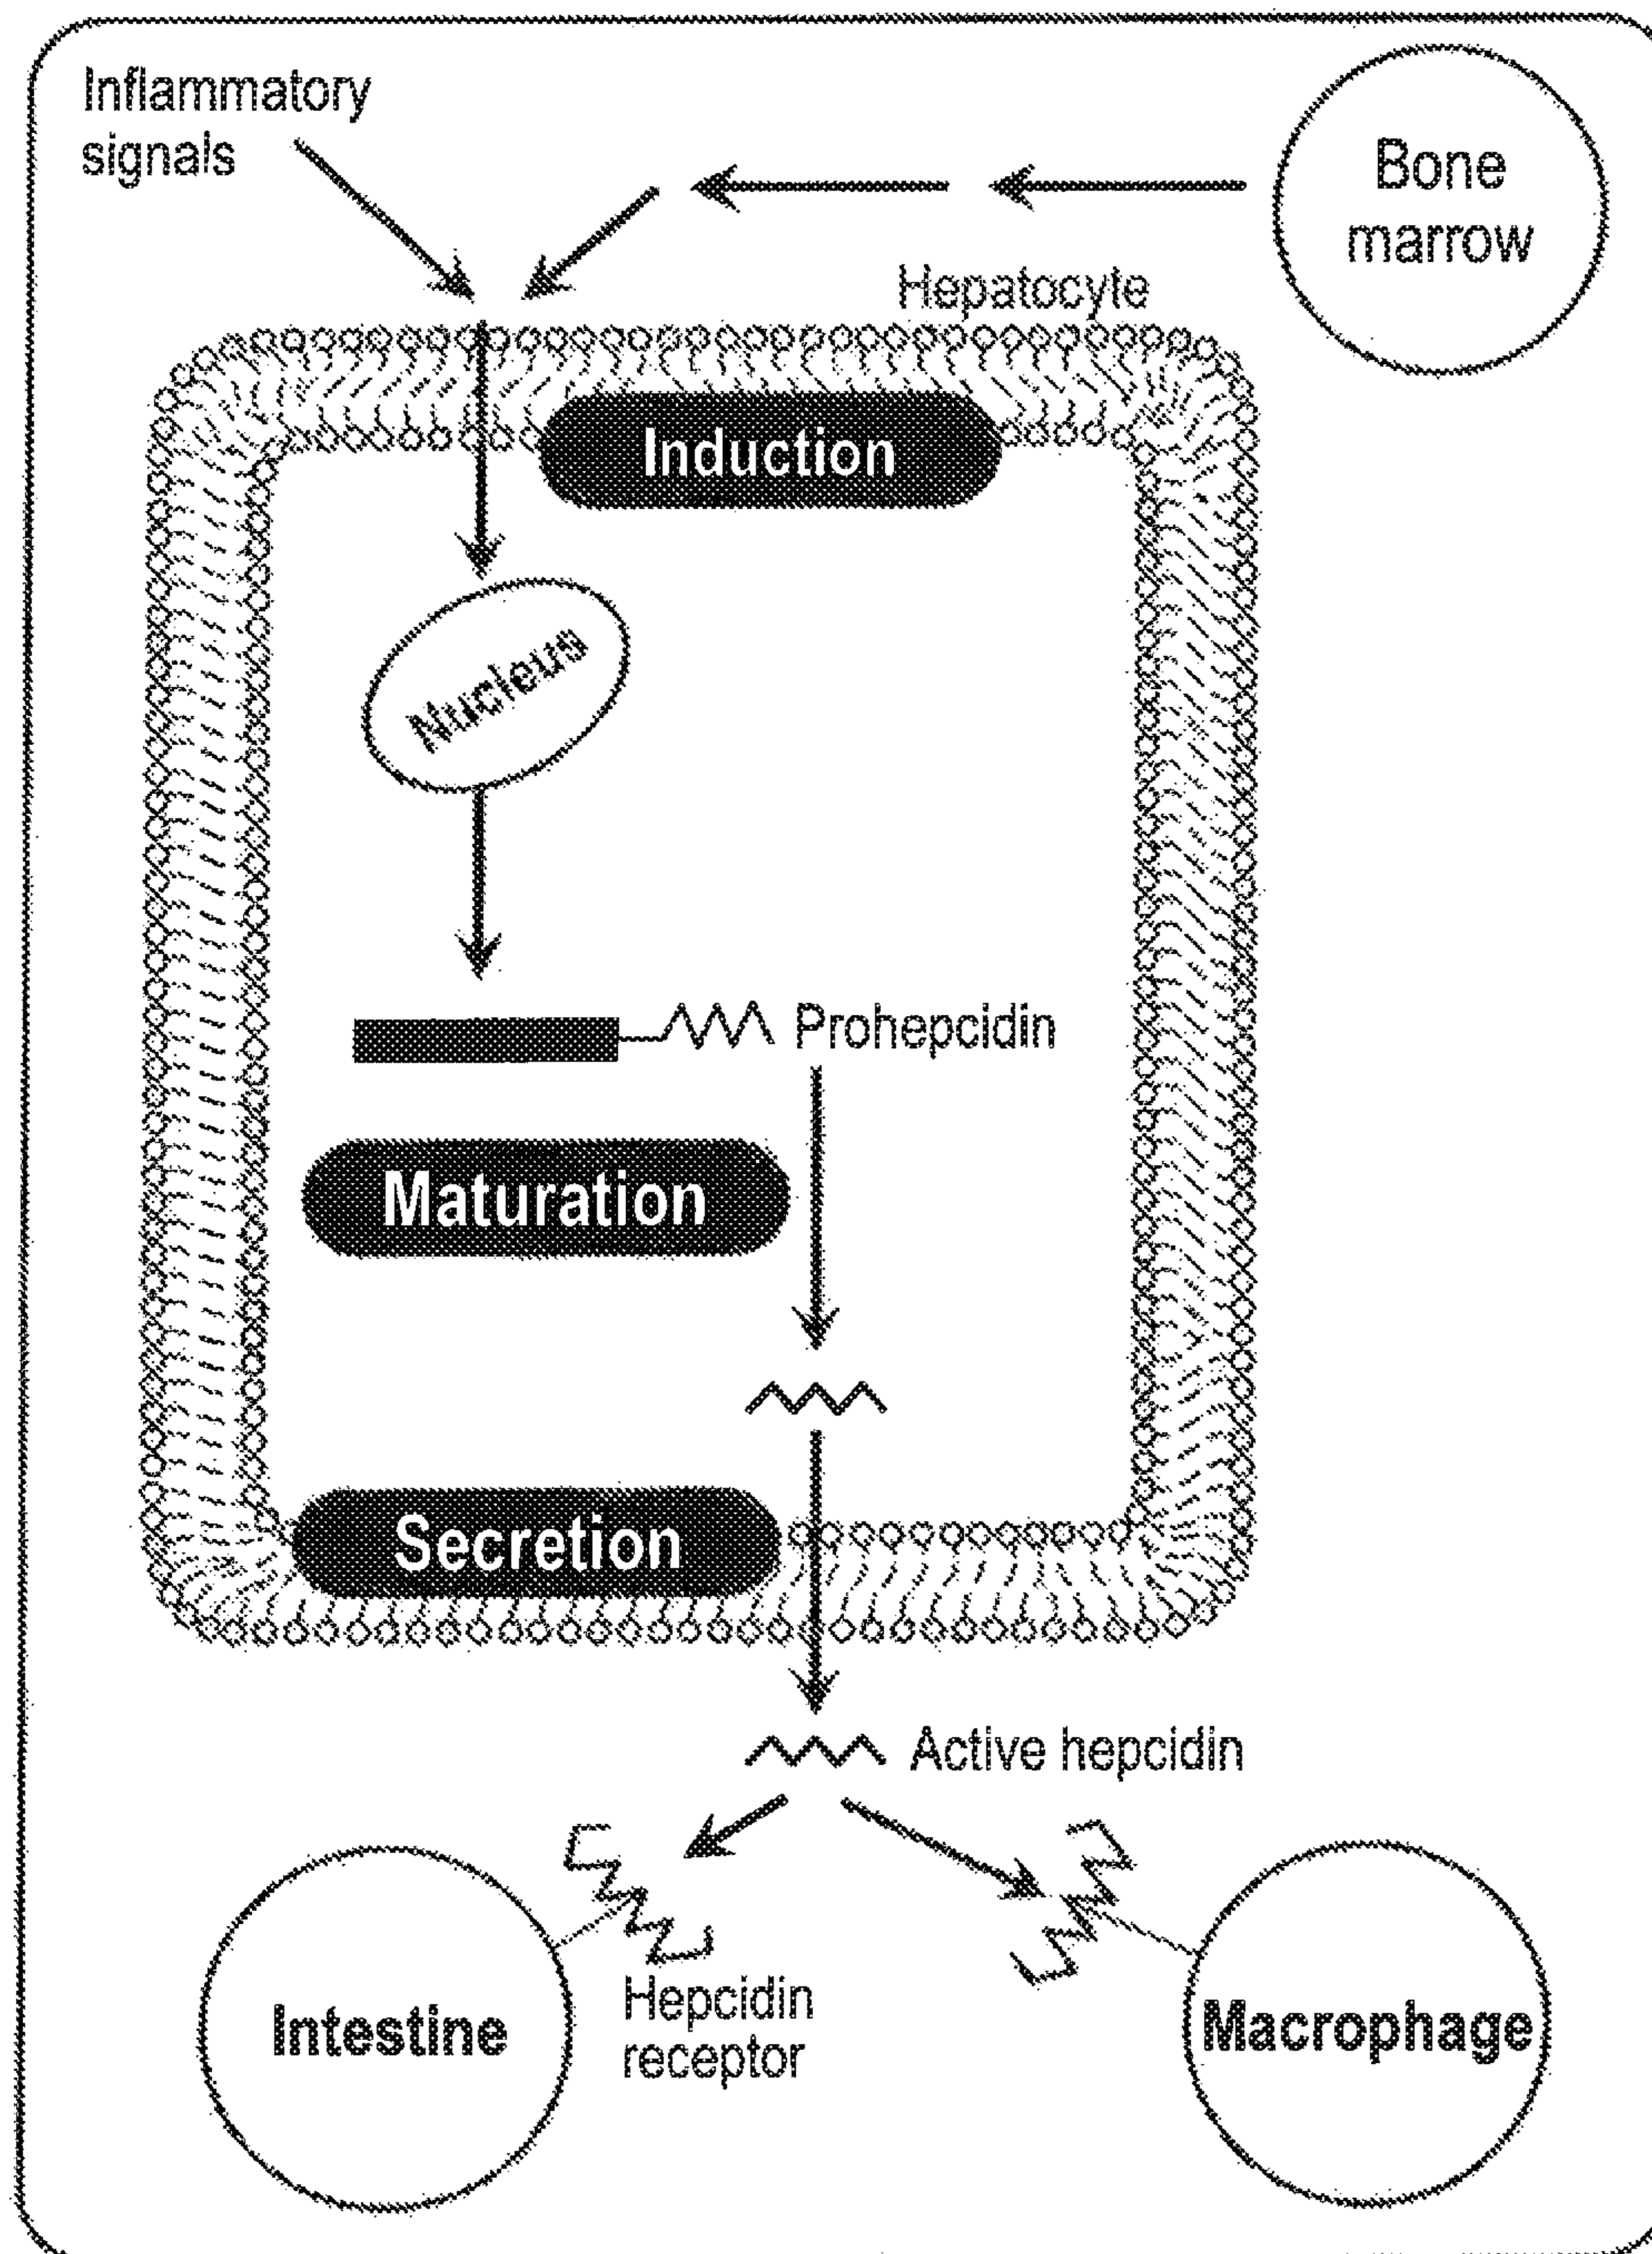 Inflammatory
signals
Bone
marrow
Hepatocyte
Induction
Nucleus
Prohepcidin
Maturation
Secretion
Active hepcidin
Hepcidin
receptor
Intestine
Macrophage